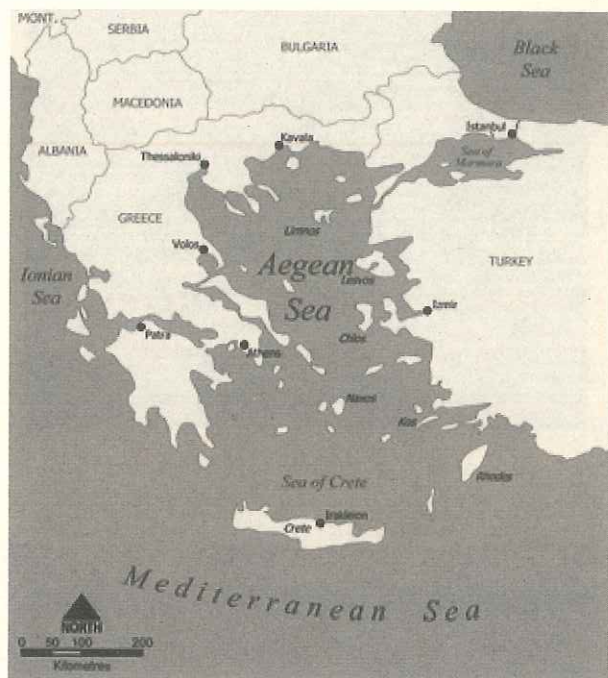 MONT.
SERBIA
BULGARIA
Black
Sea
MACEDONIA
ALBANIA
Kavala
Istanbul
Thessaloniki
Sea of
Marmara
GREECE
Limnos
Volos
Aegean
Sea
TURKEY
Ionian
Sea
Lesvos
Izmir
Chios
Patra
Athens
Naxos
Kos
Sea of Crete
Rhodes
Irakleion
Crete
Mediterranean Sea
NORTH
0 50 100 200
Kilometres